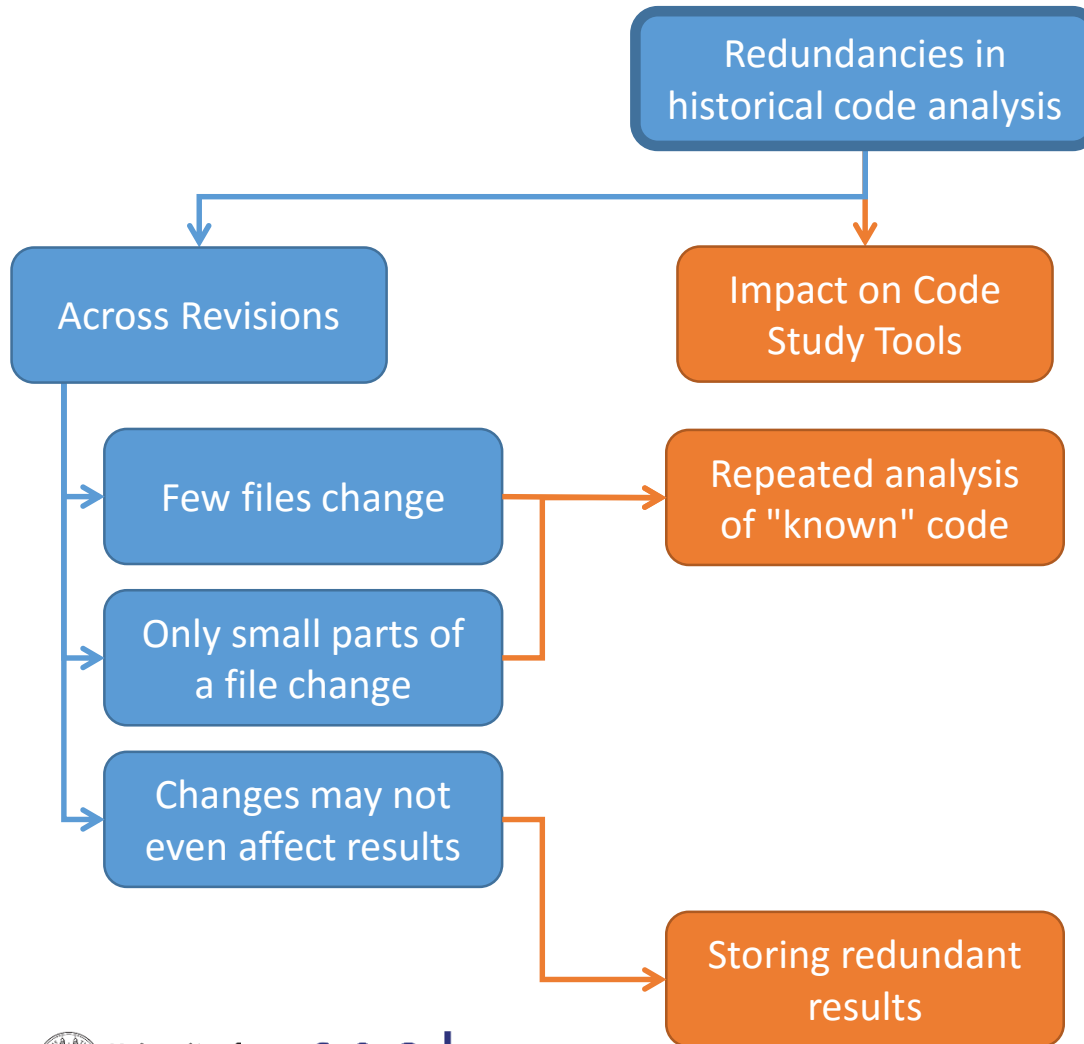 Redundancies in
historical code analysis
Across Revisions
Impact on Code
Study Tools
Few files change
Repeated analysis
of "known" code
Only small parts of
a file change
Changes may not
even affect results
Storing redundant
results